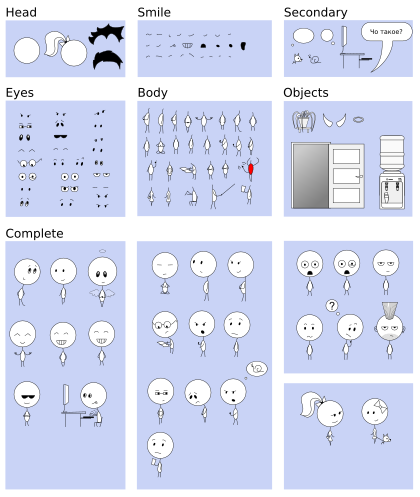 Head
Smile
Secondary
Чо такое?
Eyes
Body
Objects
Complete
?